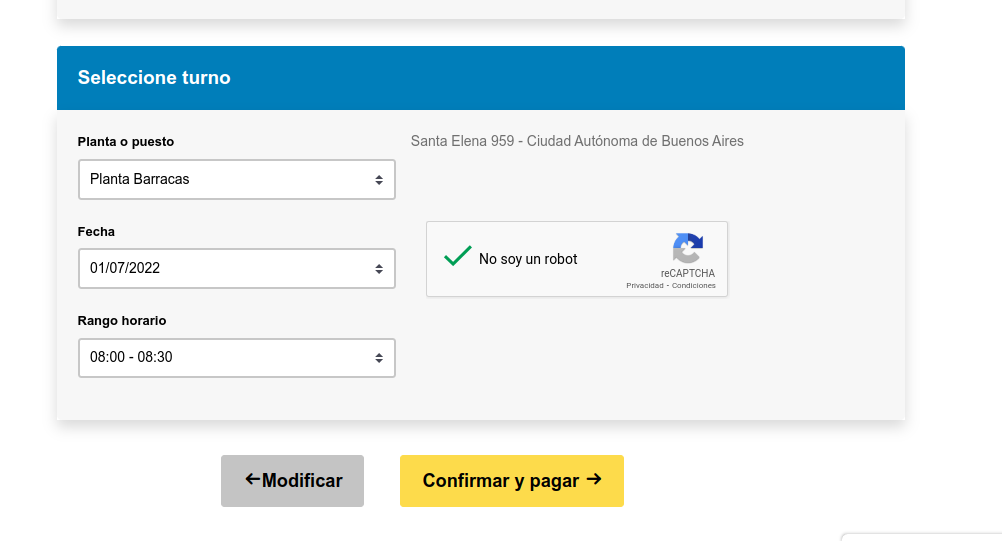 Seleccione turno
Planta o puesto
Santa Elena 959 - Ciudad Autónoma de Buenos Aires
Planta Barracas
Fecha
01/07/2022
No soy un robot
reCAPTCHA
Privacidad - Condiciones
Rango horario
08:00 - 08:30
←Modificar
Confirmar y pagar →